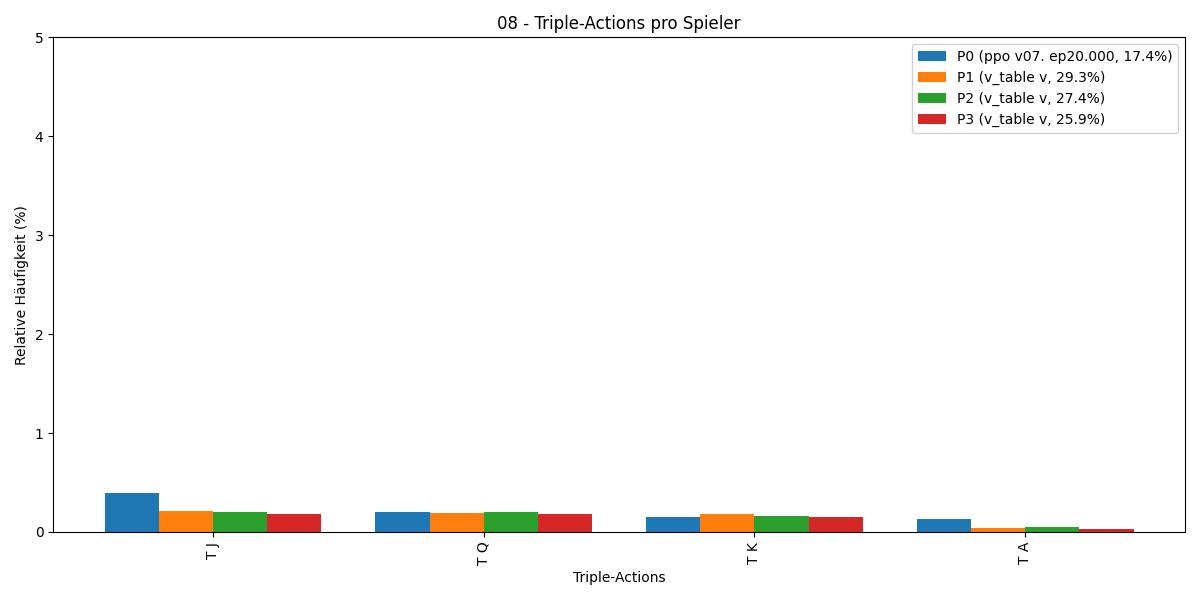 08 - Triple-Actions pro Spieler
P0 (ppo v07. ep20.000, 17.4%)
P1 (v_table v, 29.3%)
P2 (v_table v, 27.4%)
P3 (v_table v, 25.9%)
Relative Häufigkeit (%)
5
4
3
2
1
0
T J
T Q
T K
T A
Triple-Actions